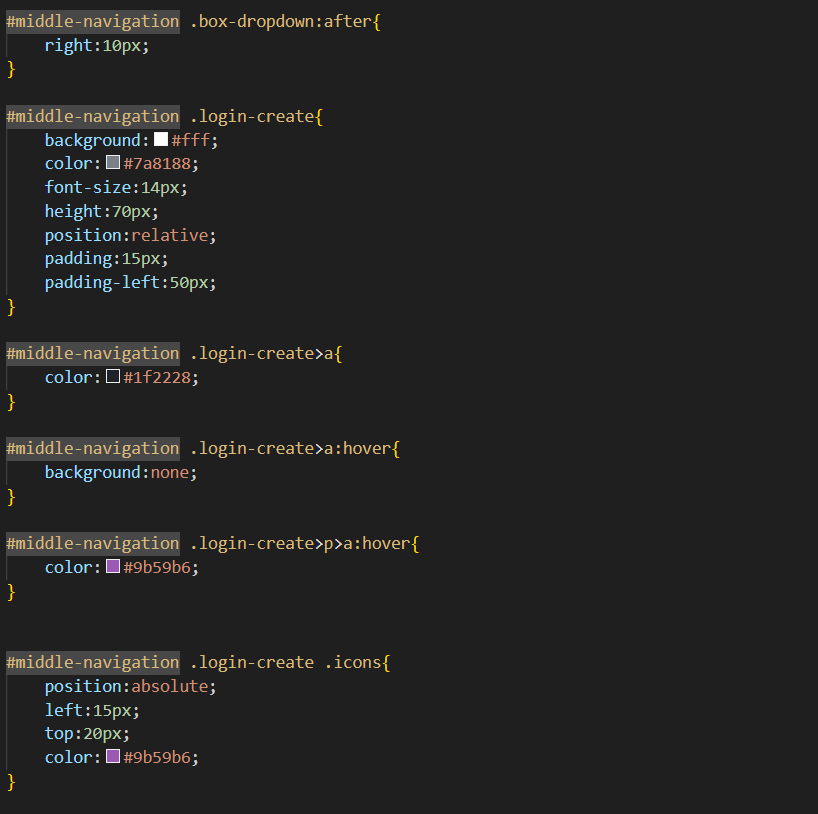 #middle-navigation .box-dropdown:after{
right:10px;
}
#middle-navigation .login-create{
background:#fff;
color:#7a8188;
font-size:14px;
height:70px;
position:relative;
padding:15px;
padding-left:50px;
}
#middle-navigation .login-create>a{
color:#1f2228;
}
#middle-navigation .login-create>a:hover{
background:none;
}
#middle-navigation .login-create>p>a:hover{
color:#9b59b6;
}
#middle-navigation .login-create .icons{
position:absolute;
left:15px;
top:20px;
color:#9b59b6;
}